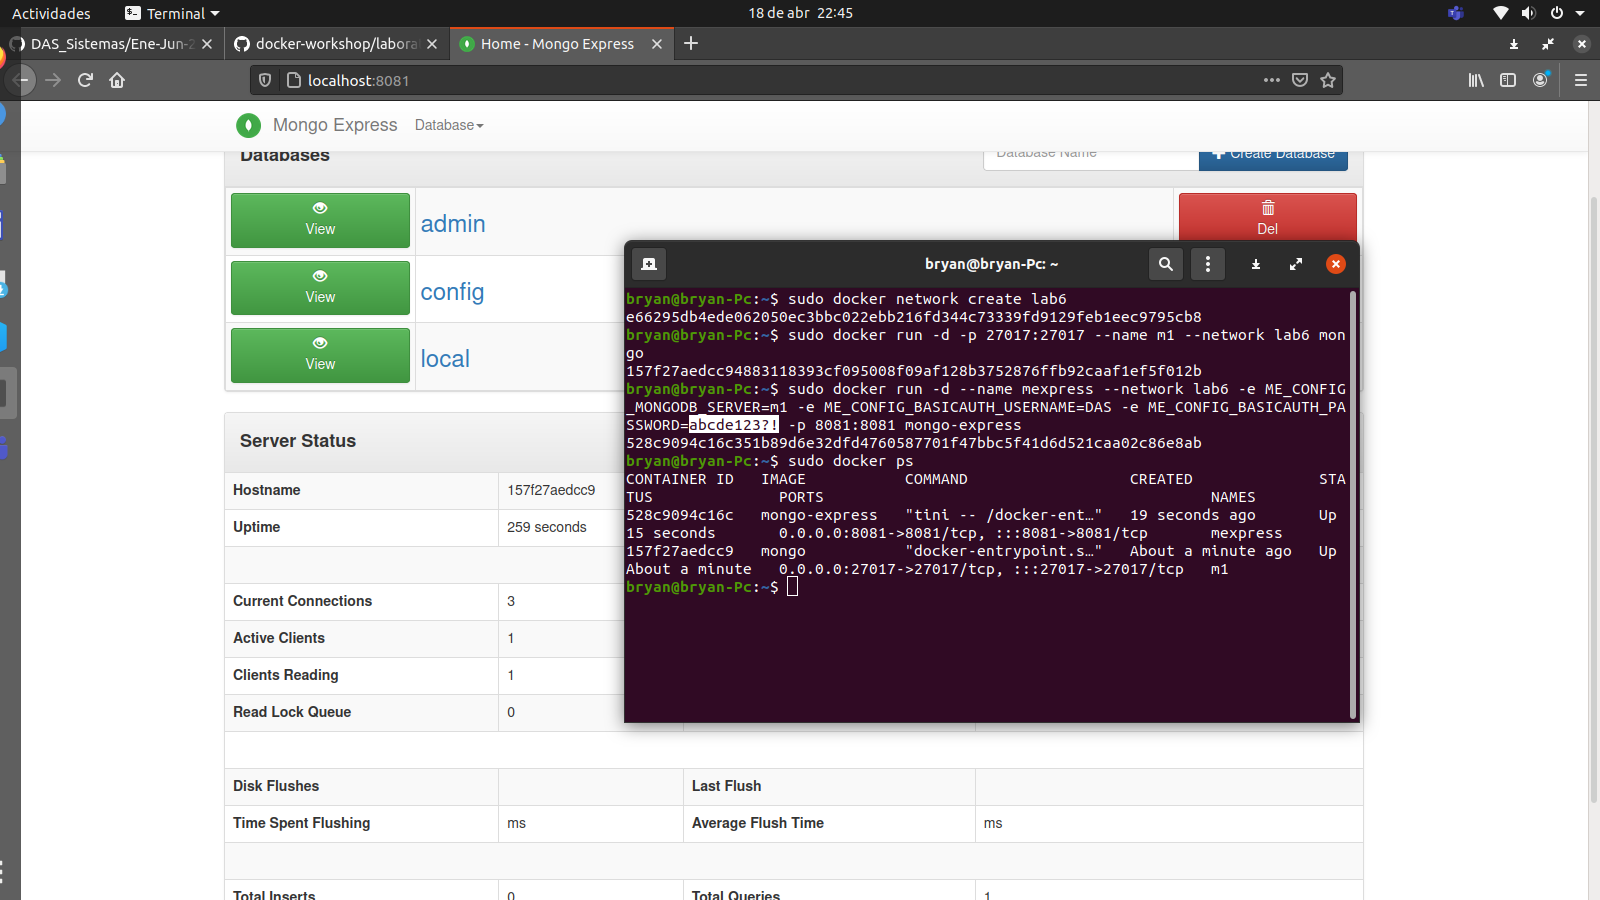 Actividades
Terminal
18 de abr 22:45
DAS_Sistemas/Ene-Jun-2
docker-workshop/labora
Home - Mongo Express
localhost:8081
Mongo Express
Database
Databases
Database Name
Create Database
View
admin
Del
View
config
View
local
Server Status
Hostname
157f27aedcc9
Uptime
259 seconds
Current Connections
3
Active Clients
1
Clients Reading
1
Read Lock Queue
0
Disk Flushes
Last Flush
Time Spent Flushing
ms
Average Flush Time
ms
Total Inserts
0
Total Queries
1
bryan@bryan-Pc: ~
bryan@bryan-Pc:~$ sudo docker network create lab6
e66295db4ede062050ec3bbc022ebb216fd344c73339fd9129feb1eec9795cb8
bryan@bryan-Pc:~$ sudo docker run -d -p 27017:27017 --name m1 --network lab6 mon
go
157f27aedcc94883118393cf095008f09af128b3752876ffb92caaf1ef5f012b
bryan@bryan-Pc:~$ sudo docker run -d --name mexpress --network lab6 -e ME_CONFIG
_MONGODB_SERVER=m1 -e ME_CONFIG_BASICAUTH_USERNAME=DAS -e ME_CONFIG_BASICAUTH_PA
SSWORD=abcde123?! -p 8081:8081 mongo-express
528c9094c16c351b89d6e32dfd4760587701f47bbc5f41d6d521caa02c86e8ab
bryan@bryan-Pc:~$ sudo docker ps
CONTAINER ID   IMAGE           COMMAND                  CREATED              STA
TUS              PORTS                                           NAMES
528c9094c16c   mongo-express   "tini -- /docker-ent…"   19 seconds ago       Up
15 seconds       0.0.0.0:8081->8081/tcp, :::8081->8081/tcp       mexpress
157f27aedcc9   mongo           "docker-entrypoint.s…"   About a minute ago   Up
About a minute   0.0.0.0:27017->27017/tcp, :::27017->27017/tcp   m1
bryan@bryan-Pc:~$